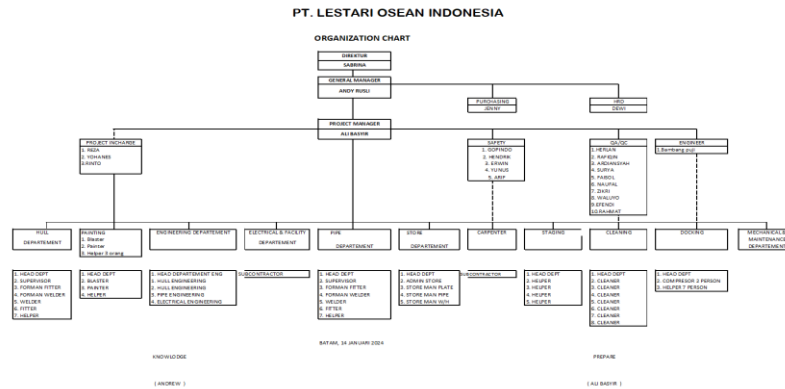 PT. LESTARI OSEAN INDONESIA
ORGANIZATION CHART
DIREKTUR
SABRINA
GENERAL MANAGER
ANDY RUSLI
PURCHASING
JENNY
HRD
DEWI
PROJECT MANAGER
ALI BASHIR
PROJECT INCHARGE
1. REZA
2. YOHANES
3.RINTO
SAFETY
1. GOPINDO
2. HENDRIK
3. ERWIN
4. YUNUS
5. ARIF
QA/QC
1.HERLAN
2. RAFIQIN
3. ARDIANSYAH
4. SURYA
5. FAISOL
6. NAUFAL
7. ZIKRI
8. WALUYO
9.EFENDI
10.RAHMAT
ENGINEER
1.Bambang puji
HULL
DEPARTEMENT
PAINTING
1. Blaster
2. Painter
3. Helper 3 orang
ENGINEERING DEPARTEMENT
ELECTRICAL & FACILITY
DEPARTEMENT
PIPE
DEPARTEMENT
STORE
DEPARTEMENT
CARPENTER
STAGING
CLEANING
DOCKING
MECHANICAL &
MAINTENANCE
DEPARTEMENT
1. HEAD DEPT
2. SUPERVISOR
3. FORMAN FITTER
4. FORMAN WELDER
5. WELDER
6. FITTER
7. HELPER
1. HEAD DEPT
2. BLASTER
3. PAINTER
4. HELPER
1. HEAD DEPARTEMENT ENG
2. HULL ENGINEERING
2. HULL ENGINEERING
3. PIPE ENGINEERING
4. ELECTRICAL ENGINEERING
SUBCONTRACTOR
1. HEAD DEPT
2. SUPERVISOR
3. FORMAN FITTER
4. FORMAN WELDER
5. WELDER
6. FITTER
7. HELPER
1. HEAD DEPT
2. ADMIN STORE
3. STORE MAN PLATE
4. STORE MAN PIPE
5. STORE MAN W/H
SUBCONTRACTOR
1. HEAD DEPT
2. HELPER
3. HELPER
4. HELPER
5. HELPER
1. HEAD DEPT
2. CLEANER
3. CLEANER
4. CLEANER
5. CLEANER
6. CLEANER
7. CLEANER
8. CLEANER
1. HEAD DEPT
2. COMPRESOR 2 PERSON
3. HELPER 7 PERSON
BATAM, 14 JANUARI 2024
KNOWLODGE
PREPARE
( ANDREW )
( ALI BASHIR )